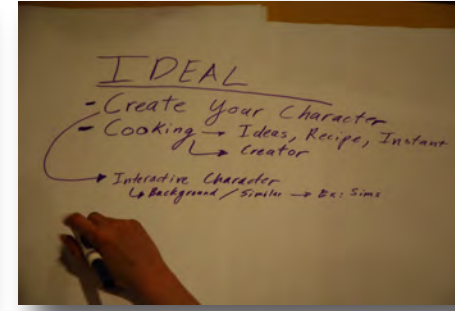 IDEAL
- Create Your Character
- Cooking → Ideas, Recipe, Instant
↳ Creator
→ Interactive Character
↳ Background / Similar → Ex: Sims